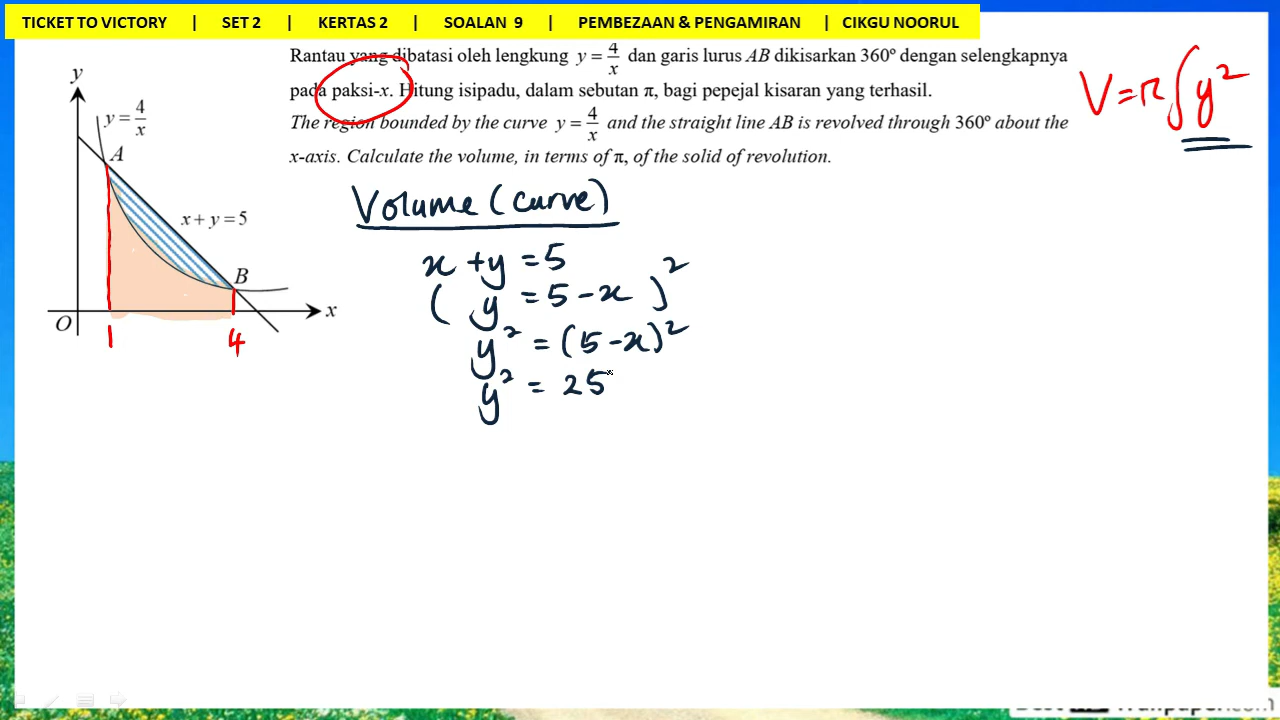 TICKET TO VICTORY | SET 2 | KERTAS 2 | SOALAN 9 | PEMBEZAAN & PENGAMIRAN | CIKGU NOORUL
Rantau yang dibatasi oleh lengkung y = 4/x dan garis lurus AB dikisarkan 360º dengan selengkapnya
pada paksi-x. Hitung isipadu, dalam sebutan π, bagi pepejal kisaran yang terhasil.
The region bounded by the curve y = 4/x and the straight line AB is revolved through 360º about the
x-axis. Calculate the volume, in terms of π, of the solid of revolution.
V = π∫y²
y
y = 4/x
A
x + y = 5
B
O
x
1
4
Volume (curve)
x + y = 5
( y = 5 - x )²
y² = (5 - x)²
y² = 25